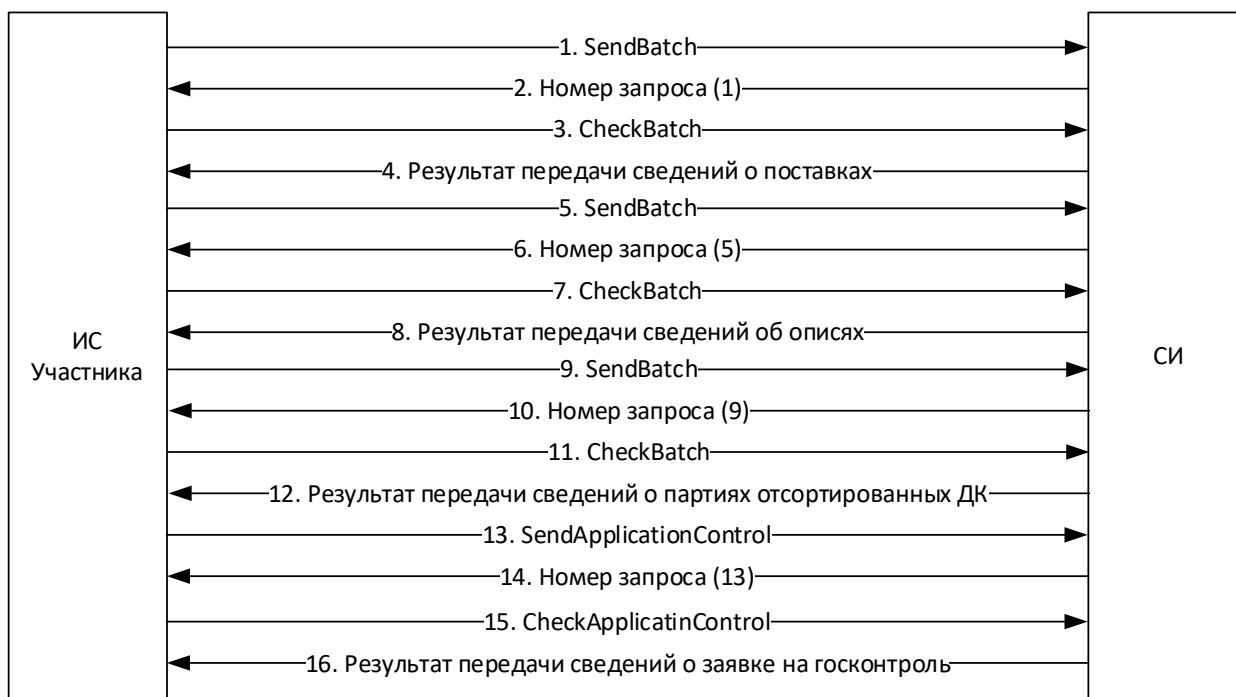 1. SendBatch
2. Номер запроса (1)
3. CheckBatch
4. Результат передачи сведений о поставках
5. SendBatch
6. Номер запроса (5)
7. CheckBatch
8. Результат передачи сведений об описях
ИС
Участника
СИ
9. SendBatch
10. Номер запроса (9)
11. CheckBatch
12. Результат передачи сведений о партиях отсортированных ДК
13. SendApplicationControl
14. Номер запроса (13)
15. CheckApplicatinControl
16. Результат передачи сведений о заявке на госконтроль